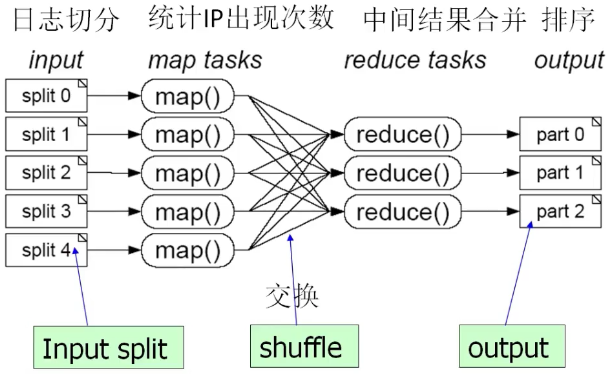 日志切分 统计IP出现次数 中间结果合并 排序
input map tasks reduce tasks output
split 0 map()
split 1 map() reduce() part 0
split 2 map() reduce() part 1
split 3 map() reduce() part 2
split 4 map()
交换
Input split shuffle output